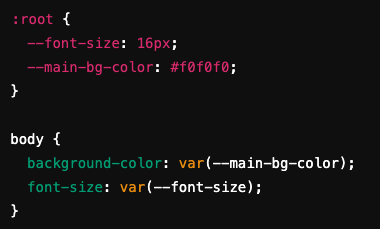 :root {
  --font-size: 16px;
  --main-bg-color: #f0f0f0;
}

body {
  background-color: var(--main-bg-color);
  font-size: var(--font-size);
}